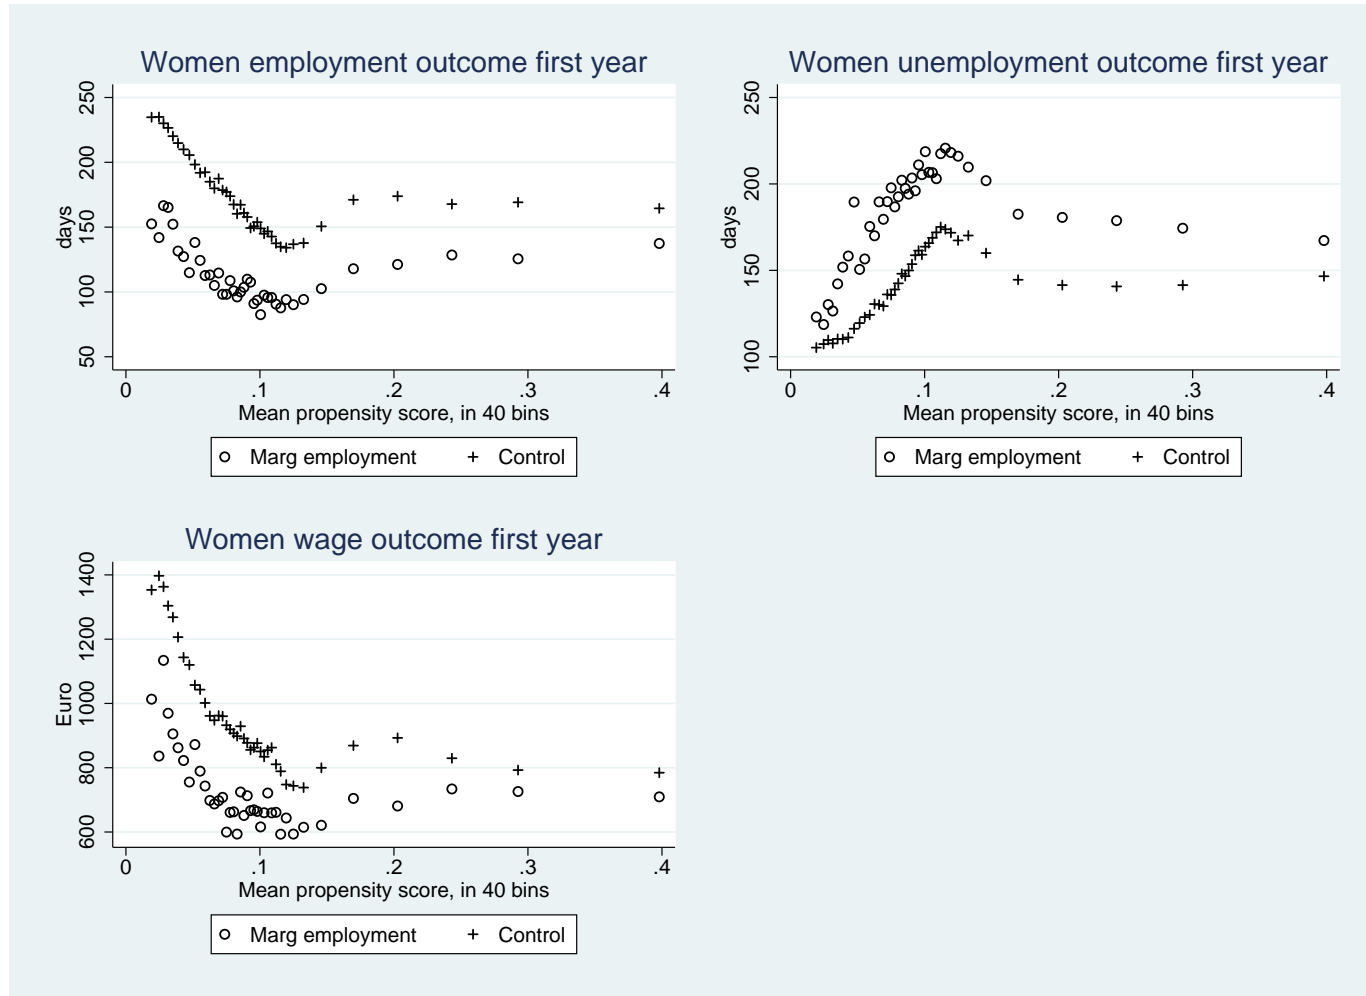 Women employment outcome first year
250
200
150
100
50
days
0 .1 .2 .3 .4
Mean propensity score, in 40 bins
Marg employment Control
Women unemployment outcome first year
250
200
150
100
days
0 .1 .2 .3 .4
Mean propensity score, in 40 bins
Marg employment Control
Women wage outcome first year
1400
1200
1000
800
600
Euro
0 .1 .2 .3 .4
Mean propensity score, in 40 bins
Marg employment Control